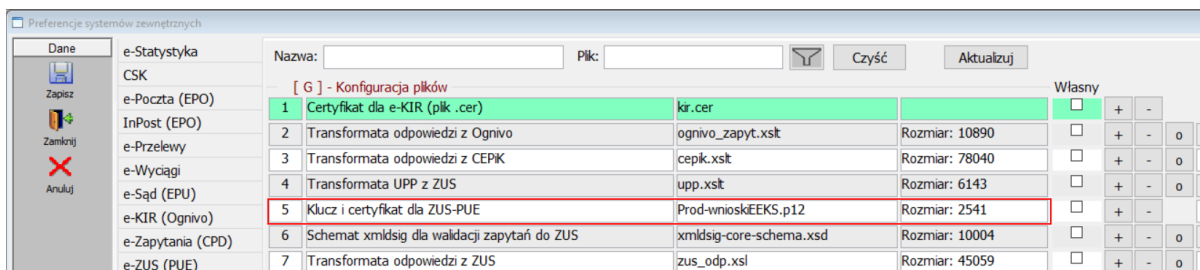 Preferencje systemów zewnętrznych
Dane
Zapisz
Zamknij
Anuluj
e-Statystyka
CSK
e-Poczta (EPO)
InPost (EPO)
e-Przelewy
e-Wyciągi
e-Sąd (EPU)
e-KIR (Ognivo)
e-Zapytania (CPD)
e-ZUS (PUE)
Nazwa: Plik: Czyść Aktualizuj
[ G ] - Konfiguracja plików Własny
1 Certyfikat dla e-KIR (plik .cer) kir.cer + -
2 Transformata odpowiedzi z Ognivo ognivo_zapyt.xslt Rozmiar: 10890 + - o
3 Transformata odpowiedzi z CEPiK cepik.xslt Rozmiar: 78040 + - o
4 Transformata UPP z ZUS upp.xslt Rozmiar: 6143 + - o
5 Klucz i certyfikat dla ZUS-PUE Prod-wnioskiEEKS.p12 Rozmiar: 2541 + -
6 Schemat xmldsig dla walidacji zapytań do ZUS xmldsig-core-schema.xsd Rozmiar: 10004 + - o
7 Transformata odpowiedzi z ZUS zus_odp.xsl Rozmiar: 45059 + - o